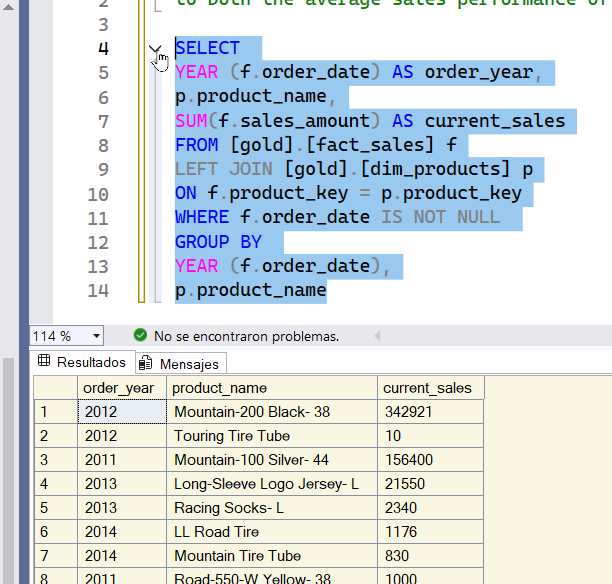 2
to both the average sales performance of
3
4 SELECT
5 YEAR (f.order_date) AS order_year,
6 p.product_name,
7 SUM(f.sales_amount) AS current_sales
8 FROM [gold].[fact_sales] f
9 LEFT JOIN [gold].[dim_products] p
10 ON f.product_key = p.product_key
11 WHERE f.order_date IS NOT NULL
12 GROUP BY
13 YEAR (f.order_date),
14 p.product_name
114 % No se encontraron problemas.
Resultados Mensajes
order_year product_name current_sales
1 2012 Mountain-200 Black- 38 342921
2 2012 Touring Tire Tube 10
3 2011 Mountain-100 Silver- 44 156400
4 2013 Long-Sleeve Logo Jersey- L 21550
5 2013 Racing Socks- L 2340
6 2014 LL Road Tire 1176
7 2014 Mountain Tire Tube 830
8 2011 Road-550-W Yellow- 38 1000